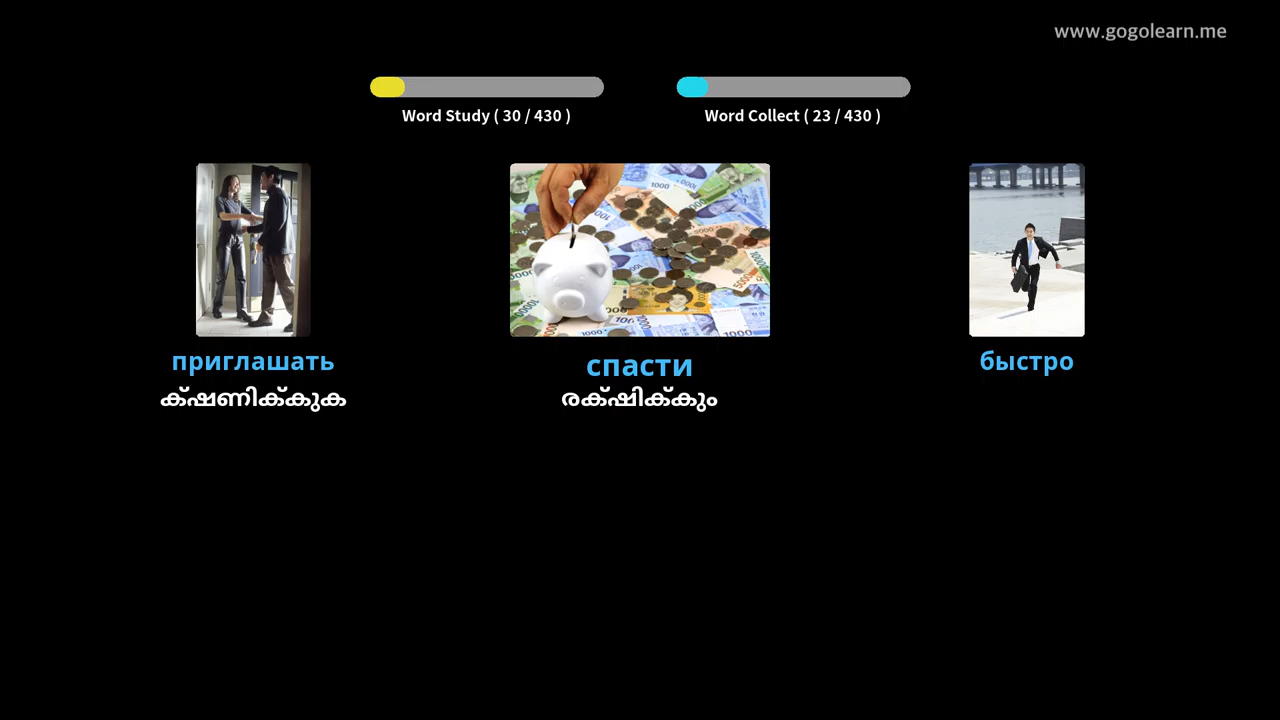 www.gogolearn.me
Word Study ( 30 / 430 )
Word Collect ( 23 / 430 )
приглашать
ക്ഷണിക്കുക
спасти
രക്ഷിക്കും
быстро